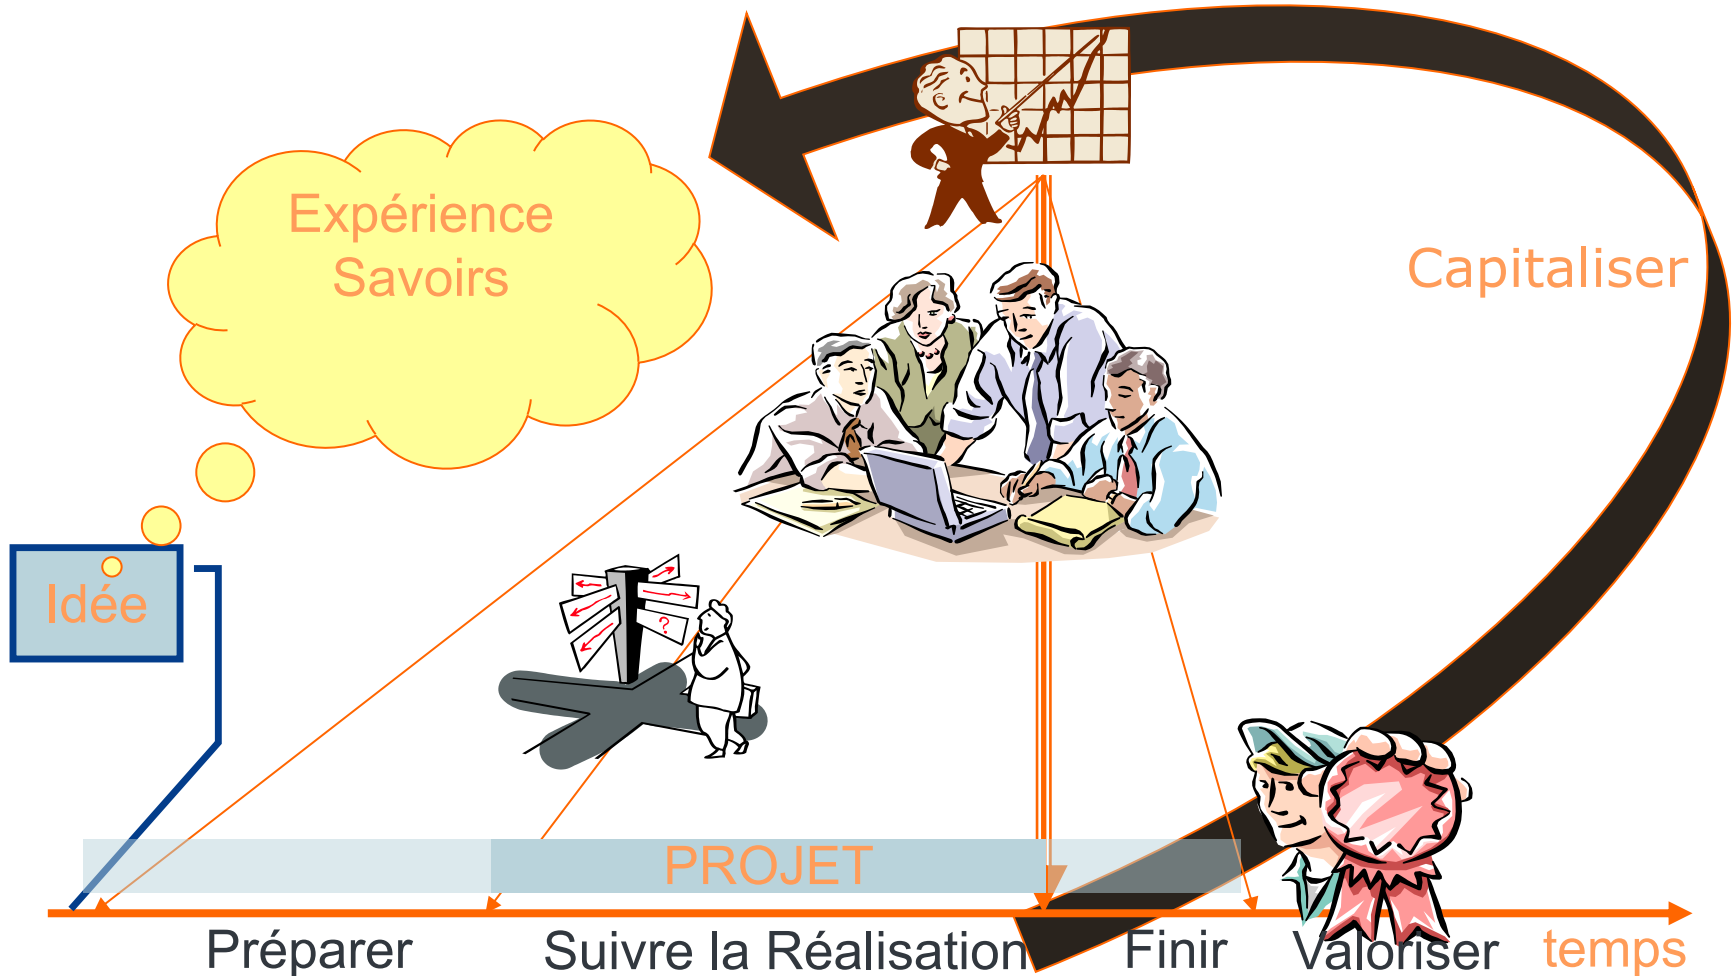 Expérience
Savoirs
Capitaliser
?
Idée
PROJET
Préparer
Suivre la Réalisation
Finir
Valoriser
temps